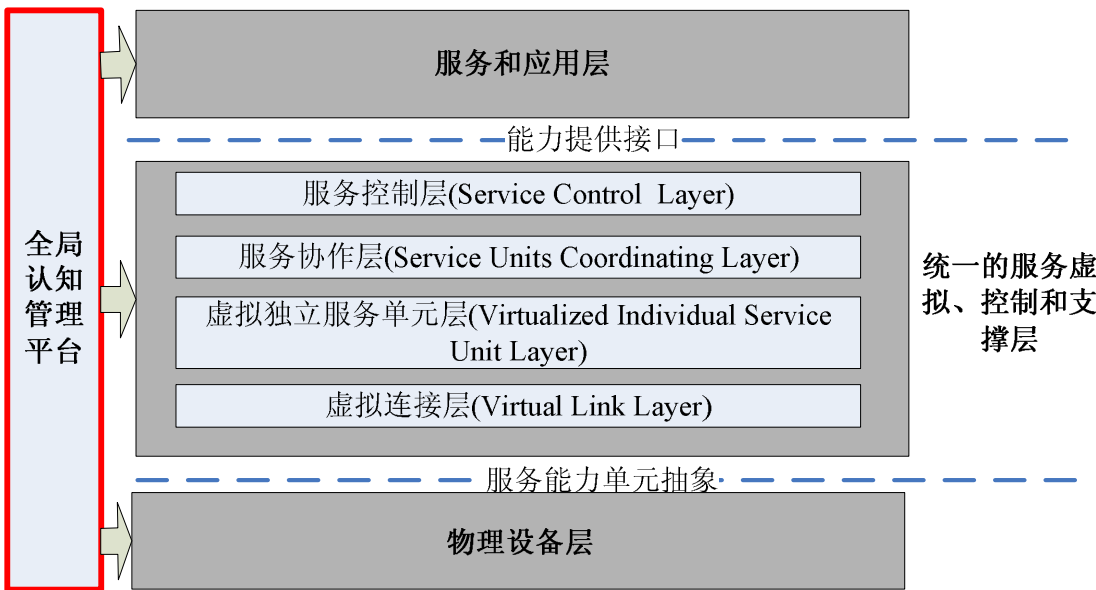 服务和应用层
能力提供接口
服务控制层(Service Control Layer)
服务协作层(Service Units Coordinating Layer)
虚拟独立服务单元层(Virtualized Individual Service
Unit Layer)
虚拟连接层(Virtual Link Layer)
服务能力单元抽象
物理设备层
全局
认知
管理
平台
统一的服务虚
拟、控制和支
撑层